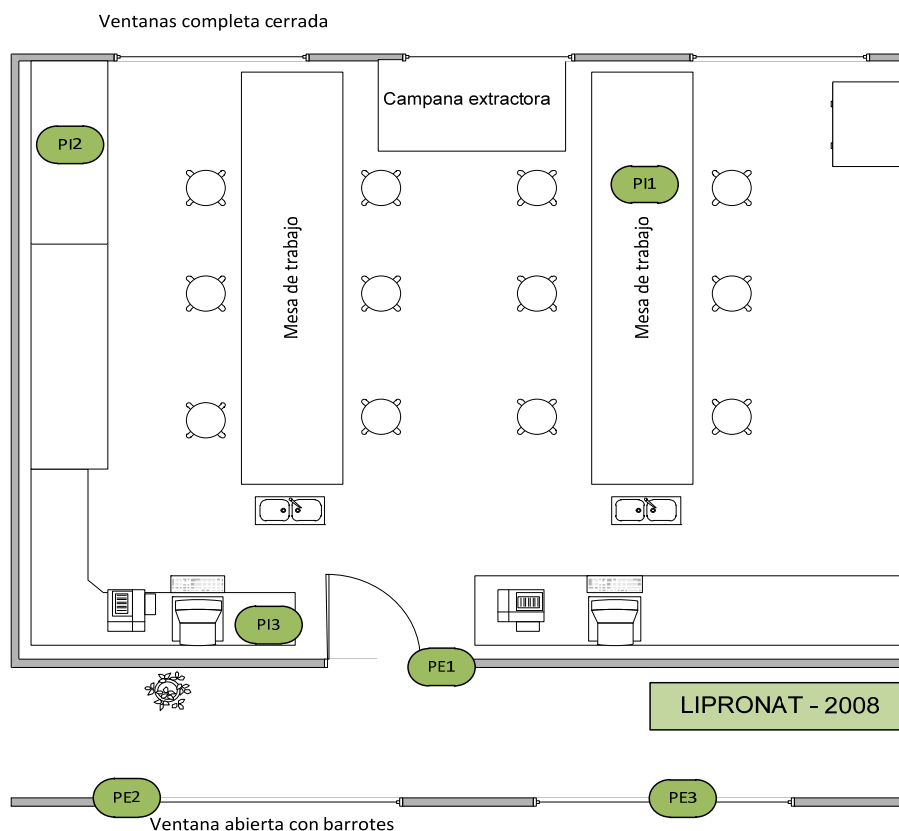 Ventanas completa cerrada
Campana extractora
PI2
PI1
Mesa de trabajo
Mesa de trabajo
PI3
PE1
LIPRONAT - 2008
PE2
PE3
Ventana abierta con barrotes